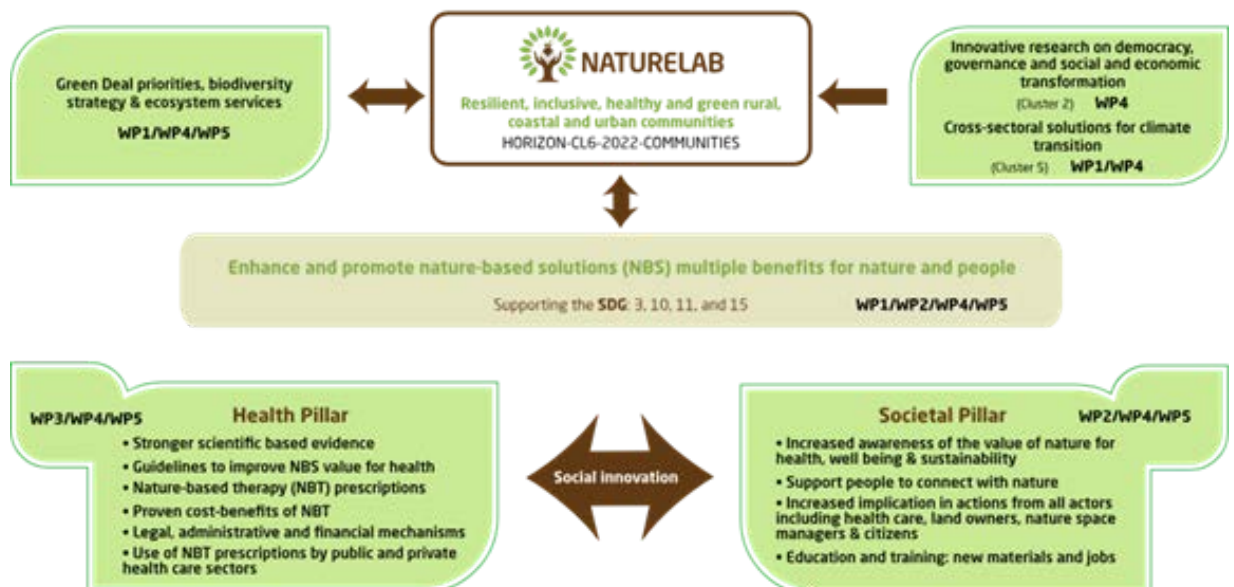 Green Deal priorities, biodiversity
strategy & ecosystem services
WP1/WP4/WP5
NATURELAB
Resilient, inclusive, healthy and green rural,
coastal and urban communities
HORIZON-CL6-2022-COMMUNITIES
Innovative research on democracy,
governance and social and economic
transformation
(Cluster 2) WP4
Cross-sectoral solutions for climate
transition
(Cluster 5) WP1/WP4
Enhance and promote nature-based solutions (NBS) multiple benefits for nature and people
Supporting the SDG: 3, 10, 11, and 15 WP1/WP2/WP4/WP5
WP3/WP4/WP5
Health Pillar
• Stronger scientific based evidence
• Guidelines to improve NBS value for health
• Nature-based therapy (NBT) prescriptions
• Proven cost-benefits of NBT
• Legal, administrative and financial mechanisms
• Use of NBT prescriptions by public and private
health care sectors
Social innovation
Societal Pillar
WP2/WP4/WP5
• Increased awareness of the value of nature for
health, well being & sustainability
• Support people to connect with nature
• Increased implication in actions from all actors
including health care, land owners, nature space
managers & citizens
• Education and training: new materials and jobs